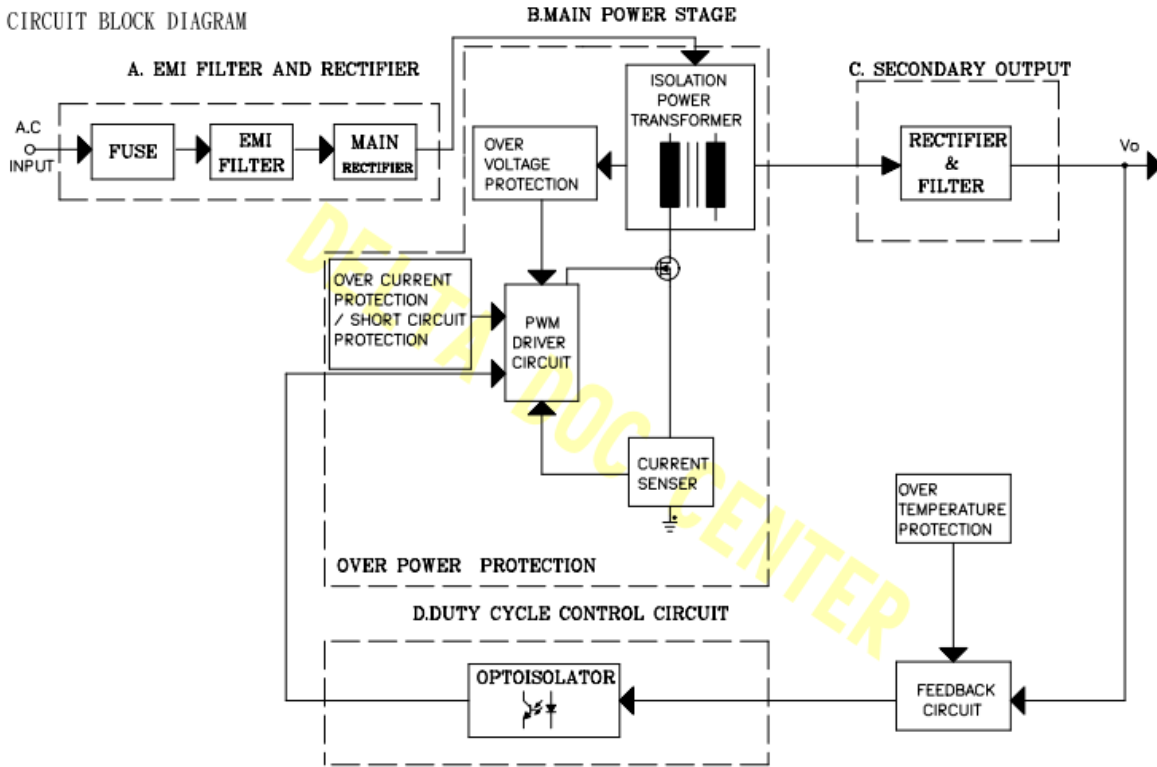 CIRCUIT BLOCK DIAGRAM
B.MAIN POWER STAGE
A. EMI FILTER AND RECTIFIER
C. SECONDARY OUTPUT
A.C
INPUT
FUSE
EMI
FILTER
MAIN
RECTIFIER
OVER
VOLTAGE
PROTECTION
ISOLATION
POWER
TRANSFORMER
RECTIFIER
&
FILTER
Vo
OVER CURRENT
PROTECTION
/ SHORT CIRCUIT
PROTECTION
PWM
DRIVER
CIRCUIT
CURRENT
SENSER
OVER
TEMPERATURE
PROTECTION
OVER POWER PROTECTION
D.DUTY CYCLE CONTROL CIRCUIT
OPTOISOLATOR
FEEDBACK
CIRCUIT
DELTA DOC CENTER